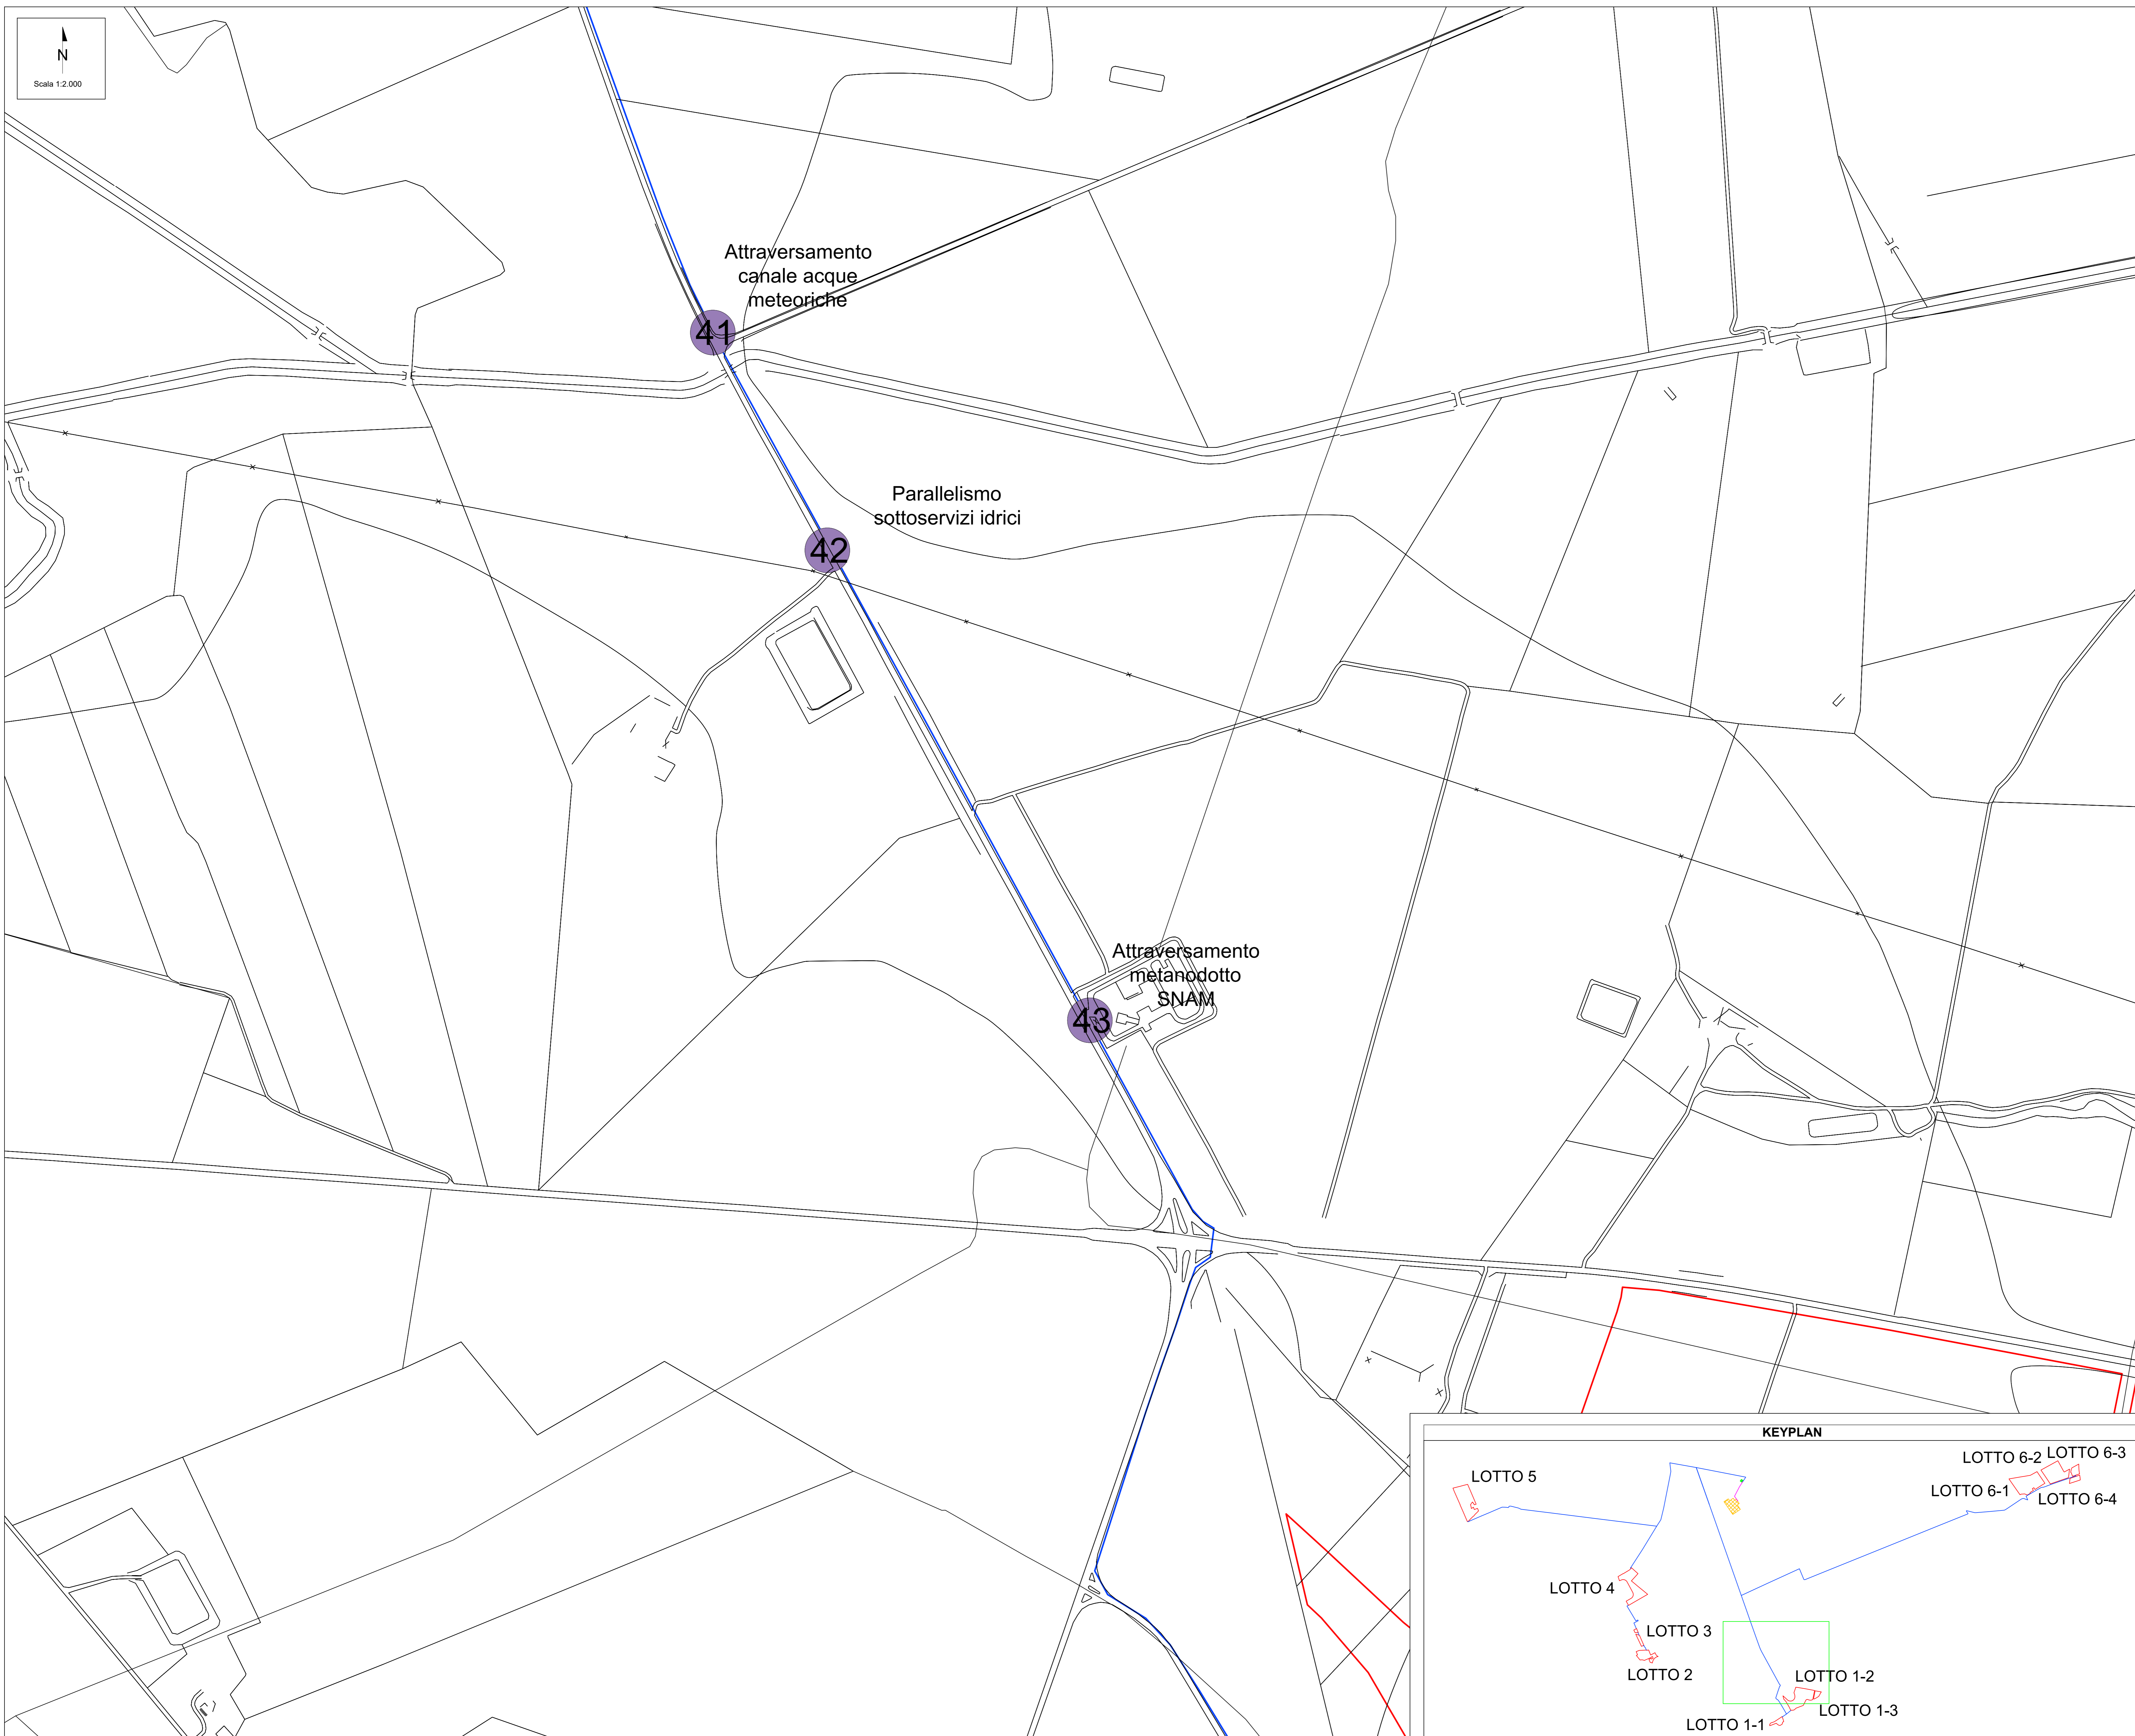 N
Scala 1:2.000
Attraversamento
canale acque
meteoriche
41
Parallelismo
sottoservizi idrici
42
Attraversamento
metanodotto
SNAM
43
KEYPLAN
LOTTO 5
LOTTO 6-2
LOTTO 6-3
LOTTO 6-1
LOTTO 6-4
LOTTO 4
LOTTO 3
LOTTO 2
LOTTO 1-2
LOTTO 1-3
LOTTO 1-1